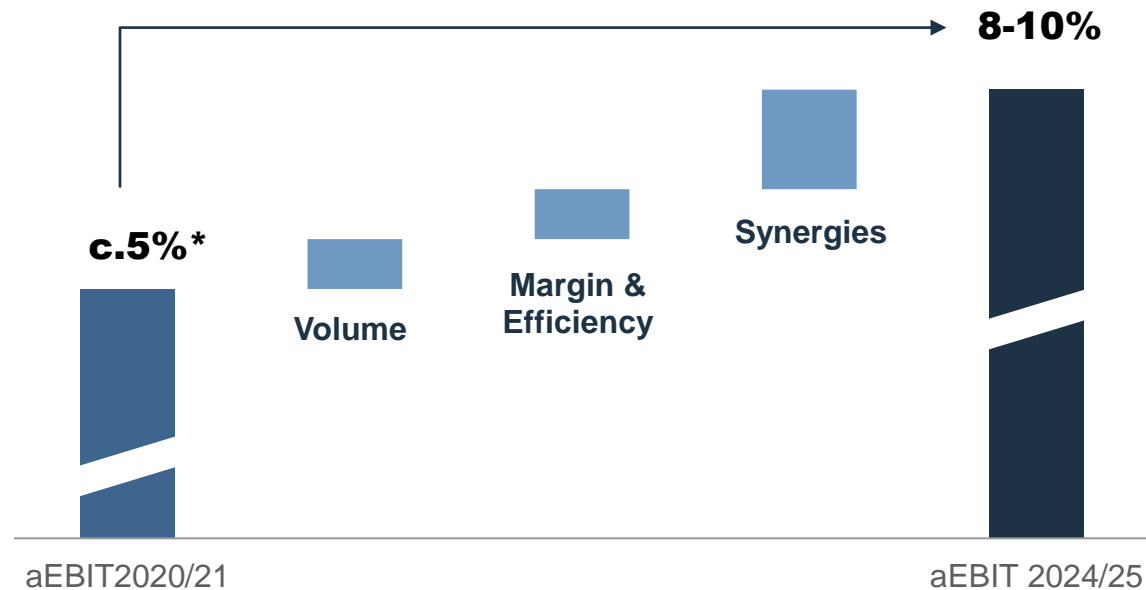 8-10%
c.5%*
Volume
Margin &
Efficiency
Synergies
aEBIT2020/21
aEBIT 2024/25